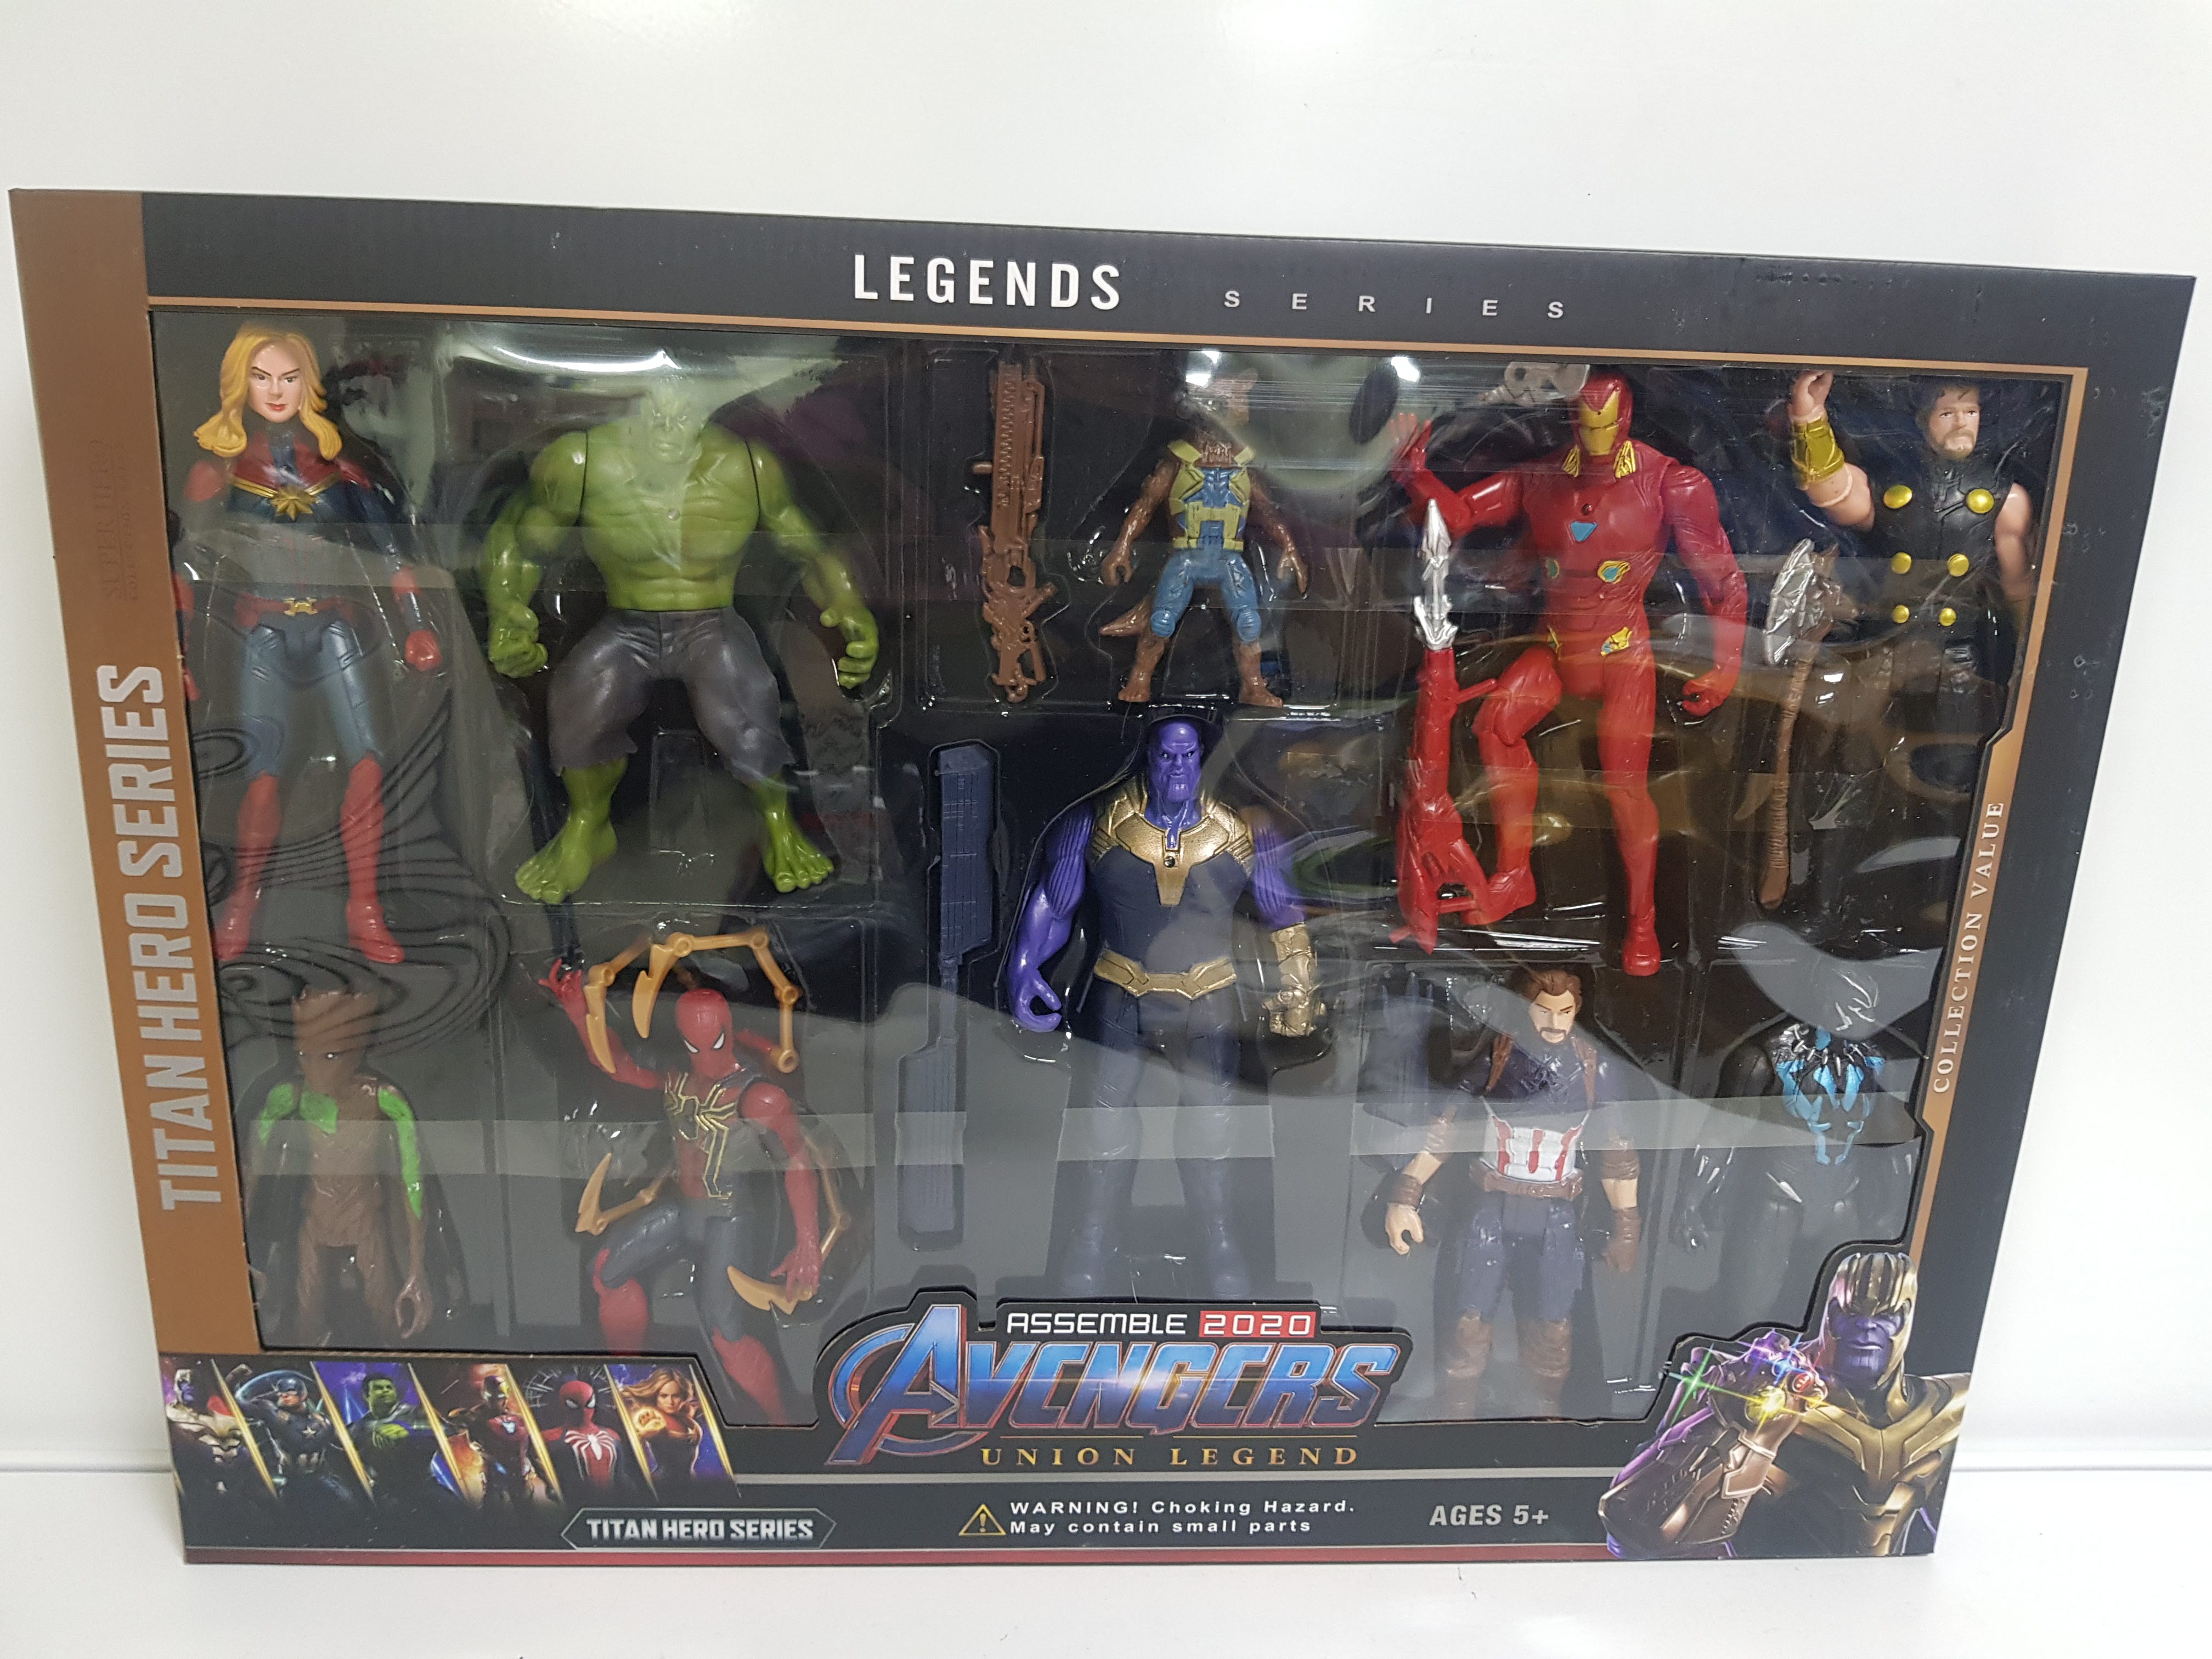 LEGENDS SERIES
TITAN HERO SERIES
COLLECTION VALUE
ASSEMBLE 2020
AVENGERS
UNION LEGEND
TITAN HERO SERIES
WARNING! Choking Hazard.
May contain small parts
AGES 5+